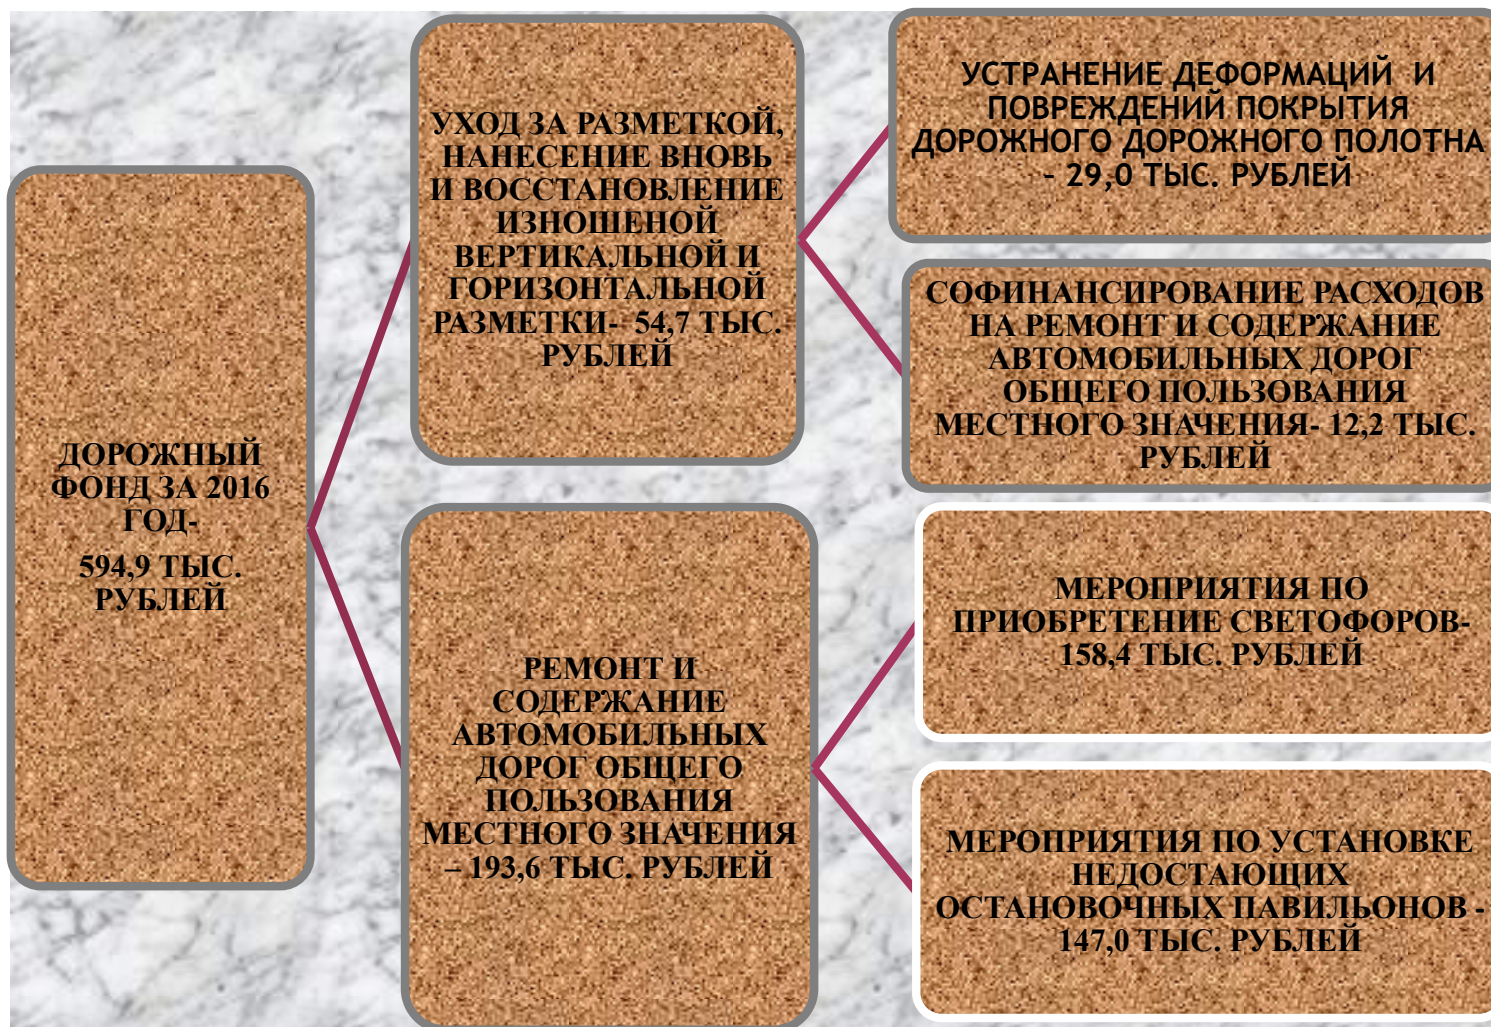 ДОРОЖНЫЙ
ФОНД ЗА 2016
ГОД-
594,9 ТЫС.
РУБЛЕЙ
УХОД ЗА РАЗМЕТКОЙ,
НАНЕСЕНИЕ ВНОВЬ
И ВОССТАНОВЛЕНИЕ
ИЗНОШЕНОЙ
ВЕРТИКАЛЬНОЙ И
ГОРИЗОНТАЛЬНОЙ
РАЗМЕТКИ- 54,7 ТЫС.
РУБЛЕЙ
УСТРАНЕНИЕ ДЕФОРМАЦИЙ И
ПОВРЕЖДЕНИЙ ПОКРЫТИЯ
ДОРОЖНОГО ДОРОЖНОГО ПОЛОТНА
– 29,0 ТЫС. РУБЛЕЙ
СОФИНАНСИРОВАНИЕ РАСХОДОВ
НА РЕМОНТ И СОДЕРЖАНИЕ
АВТОМОБИЛЬНЫХ ДОРОГ
ОБЩЕГО ПОЛЬЗОВАНИЯ
МЕСТНОГО ЗНАЧЕНИЯ- 12,2 ТЫС.
РУБЛЕЙ
РЕМОНТ И
СОДЕРЖАНИЕ
АВТОМОБИЛЬНЫХ
ДОРОГ ОБЩЕГО
ПОЛЬЗОВАНИЯ
МЕСТНОГО ЗНАЧЕНИЯ
– 193,6 ТЫС. РУБЛЕЙ
МЕРОПРИЯТИЯ ПО
ПРИОБРЕТЕНИЕ СВЕТОФОРОВ-
158,4 ТЫС. РУБЛЕЙ
МЕРОПРИЯТИЯ ПО УСТАНОВКЕ
НЕДОСТАЮЩИХ
ОСТАНОВОЧНЫХ ПАВИЛЬОНОВ -
147,0 ТЫС. РУБЛЕЙ